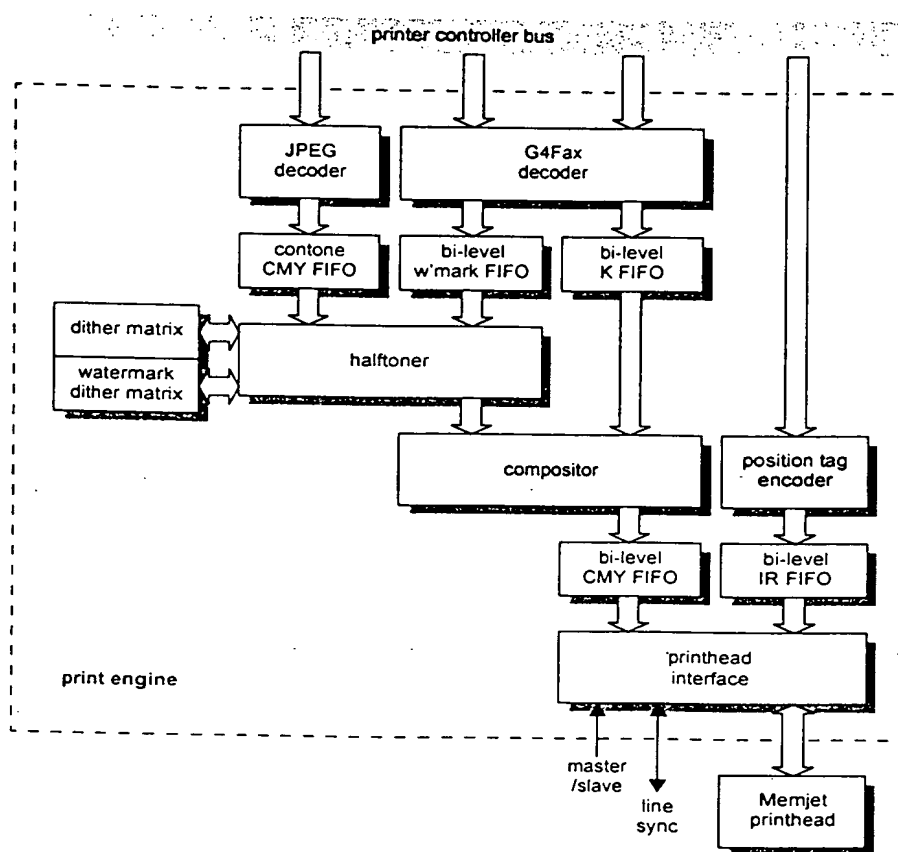 printer controller bus
JPEG
decoder
G4Fax
decoder
contone
CMY FIFO
bi-level
w'mark FIFO
bi-level
K FIFO
dither matrix
watermark
dither matrix
halftoner
compositor
position tag
encoder
bi-level
CMY FIFO
bi-level
IR FIFO
printhead
interface
print engine
master
/slave
line
sync
Memjet
printhead